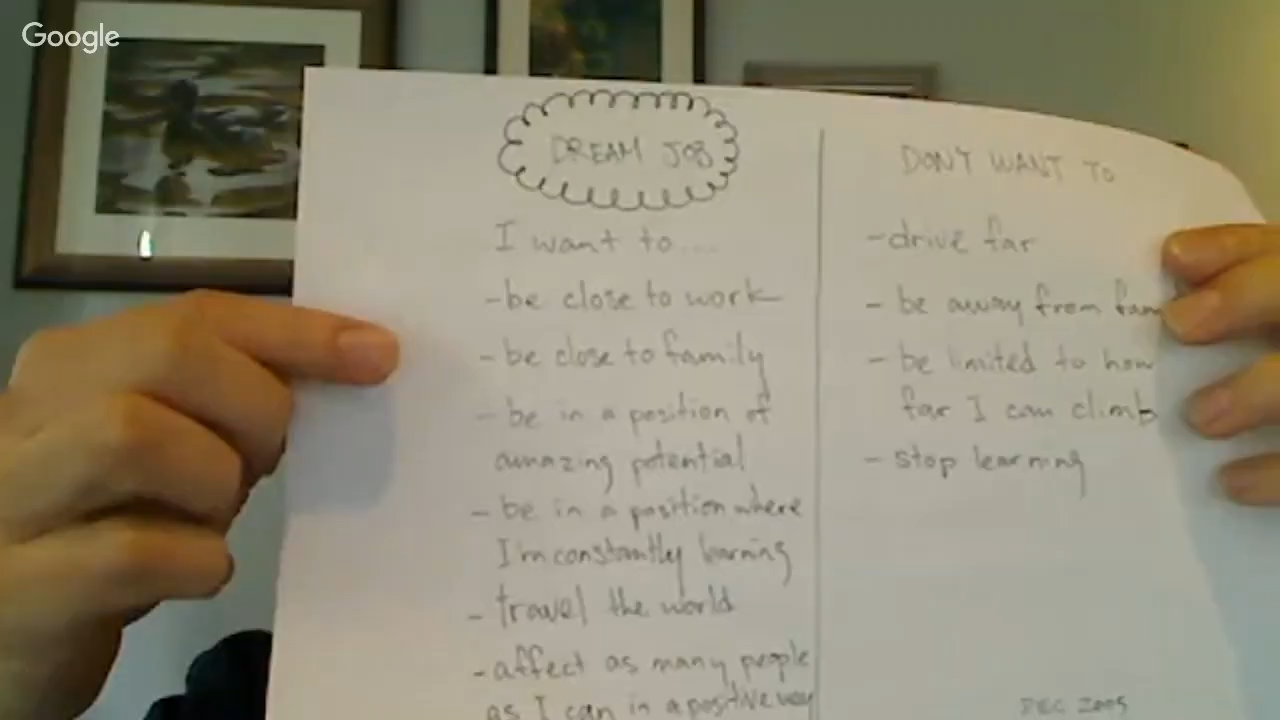 Google
DREAM JOB
I want to....
-be close to work
- be close to family
- be in a position of
amazing potential
- be in a position where
I'm constantly learning
- travel the world
- affect as many people
as I can in a positive way
DON'T WANT TO
-drive far
- be away from fam
- be limited to how
far I can climb
- stop learning
DEC 2005